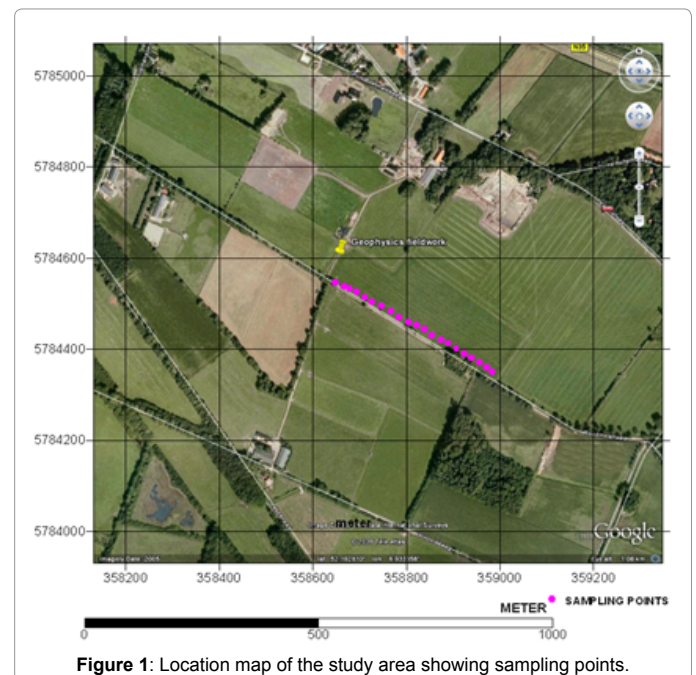 N35
5785000
5784800
5784600
5784400
5784200
5784000
Geophysics fieldwork
meter
Google
358200
358400
358600
358800
359000
359200
SAMPLING POINTS
METER
0
500
1000
Figure 1: Location map of the study area showing sampling points.